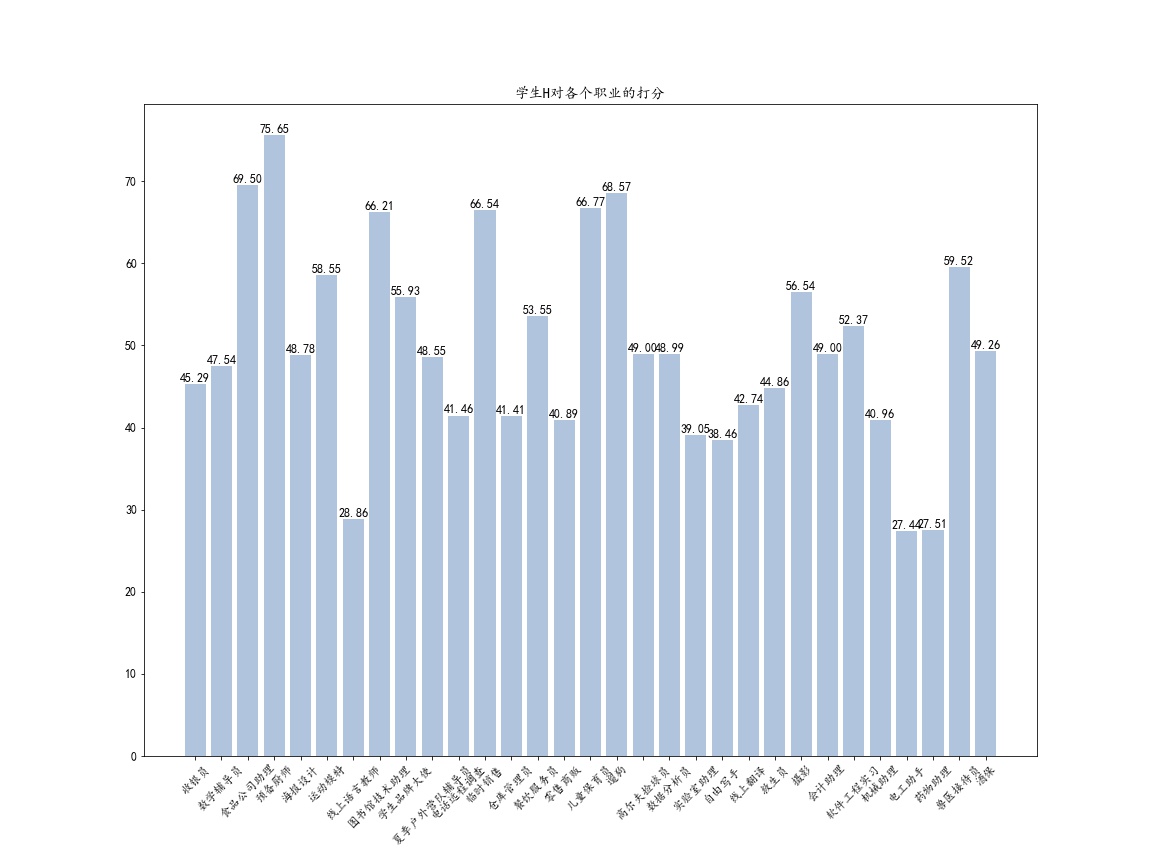 学生H对各个职业的打分
70
60
50
40
30
20
10
0
45.29
47.54
69.50
75.65
48.78
58.55
28.86
66.21
55.93
48.55
41.46
66.54
41.41
53.55
40.89
66.77
68.57
49.00
48.99
39.05
38.46
42.74
44.86
56.54
49.00
52.37
40.96
27.44
27.51
59.52
49.26
收银员
数学辅导员
食品公司助理
预备厨师
海报设计
运动模特
线上语言教师
图书馆技术助理
学生品牌大使
夏季户外营队辅导员
电话远程调查
临时销售
仓库管理员
餐饮服务员
零售商贩
儿童保育员
遛狗
高尔夫捡球员
数据分析员
实验室助理
自由写手
线上翻译
救生员
摄影
会计助理
软件工程实习
机械助理
电工助手
药物助理
兽医接待员